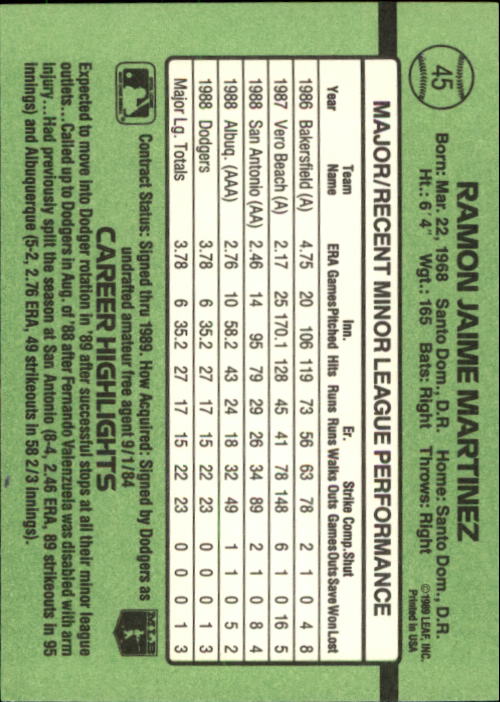 45
RAMON JAIME MARTINEZ
©1989 LEAF, INC.
Printed in USA
Born: Mar. 22, 1968 Santo Dom., D.R. Home: Santo Dom., D.R.
Ht.: 6'4" Wgt.: 165 Bats: Right Throws: Right
MAJOR/RECENT MINOR LEAGUE PERFORMANCE
Team Inn. Er. Strike Comp. Shut
Year Name ERA Games Pitched Hits Runs Runs Walks Outs Games Outs Save Won Lost
1986 Bakersfield (A) 4.75 20 106 119 73 56 63 78 2 1 0 4 8
1987 Vero Beach (A) 2.17 25 170.1 128 45 41 78 148 6 1 0 16 5
1988 San Antonio (AA) 2.46 14 95 79 29 26 34 89 2 1 0 8 4
1988 Albuq. (AAA) 2.76 10 58.2 43 24 18 32 49 1 1 0 5 2
1988 Dodgers 3.78 6 35.2 27 17 15 22 23 0 0 0 1 3
Major Lg. Totals 3.78 6 35.2 27 17 15 22 23 0 0 0 1 3
Contract Status: Signed thru 1989. How Acquired: Signed by Dodgers as
undrafted amateur free agent 9/1/84
MLB
CAREER HIGHLIGHTS
Expected to move into Dodger rotation in '89 after successful stops at all their minor league
outlets...Called up to Dodgers in Aug. of '88 after Fernando Valenzuela was disabled with arm
injury...Had previously split the season at San Antonio (8-4, 2.46 ERA, 89 strikeouts in 95
innings) and Albuquerque (5-2, 2.76 ERA, 49 strikeouts in 58 2/3 innings).